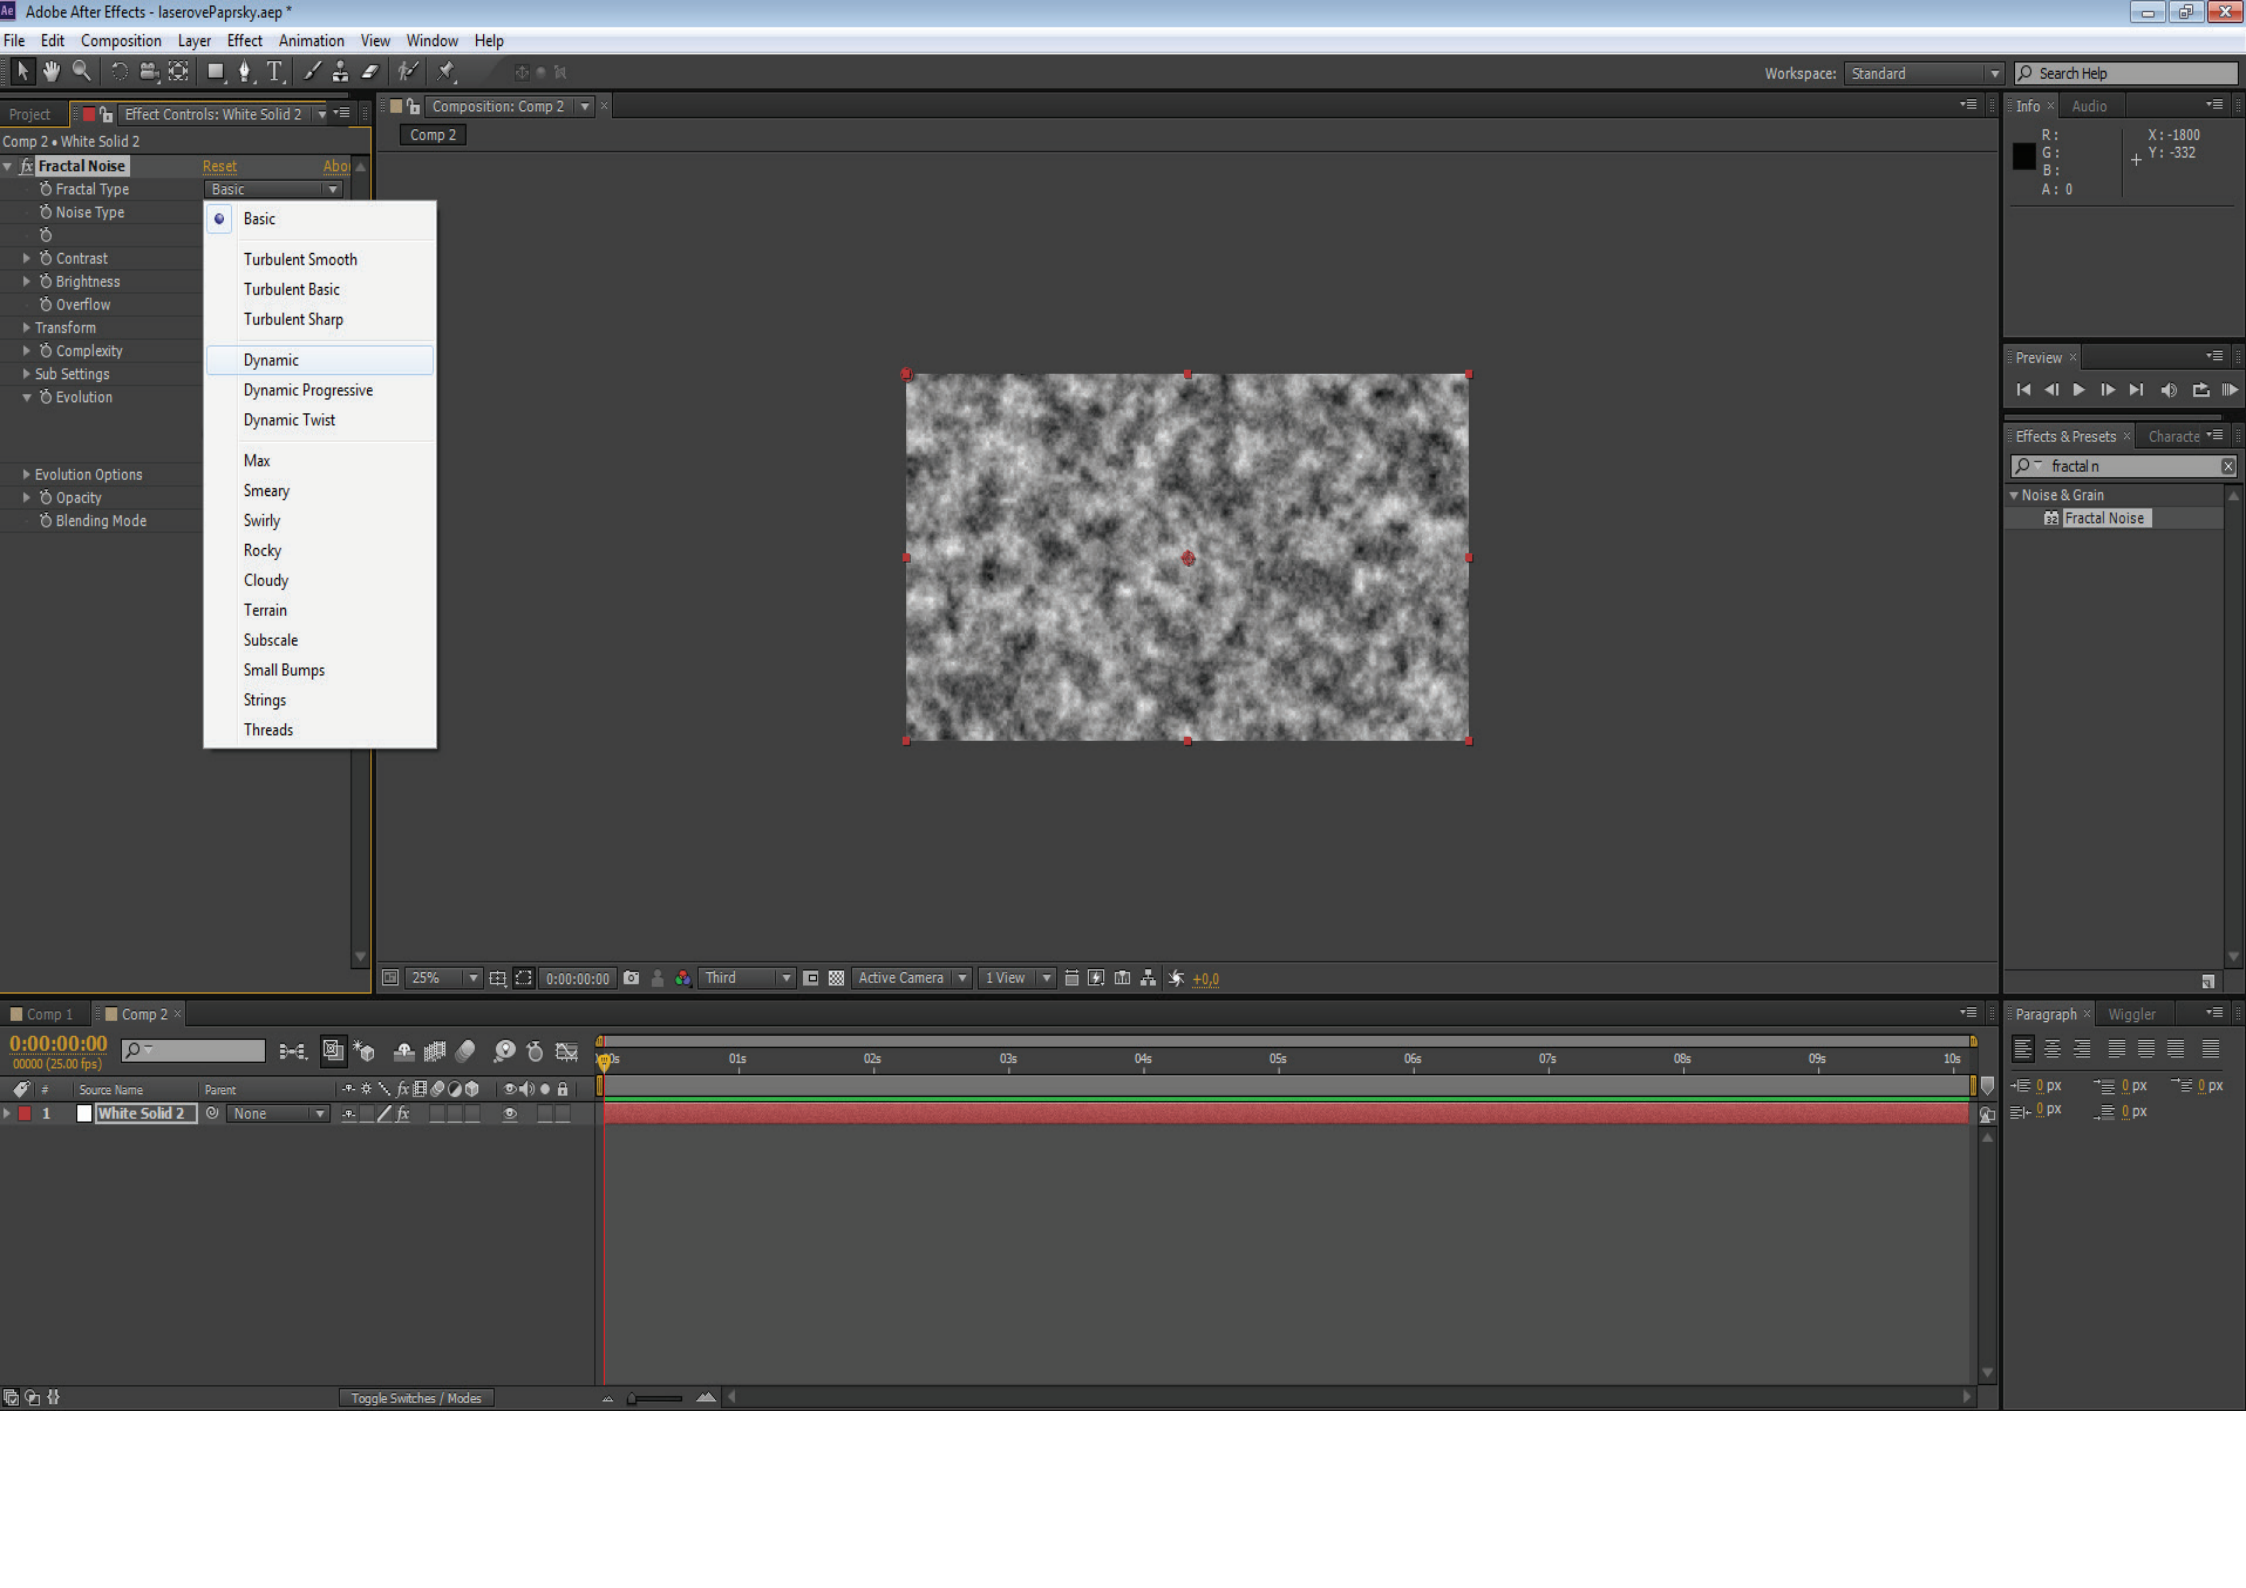 Ae Adobe After Effects - laserovePaprsky.aep *
File Edit Composition Layer Effect Animation View Window Help
Workspace: Standard Search Help
Project Effect Controls: White Solid 2
Comp 2 • White Solid 2
fx Fractal Noise Reset Abo
Fractal Type Basic
Noise Type
Contrast
Brightness
Overflow
Transform
Complexity
Sub Settings
Evolution
Evolution Options
Opacity
Blending Mode
Basic
Turbulent Smooth
Turbulent Basic
Turbulent Sharp
Dynamic
Dynamic Progressive
Dynamic Twist
Max
Smeary
Swirly
Rocky
Cloudy
Terrain
Subscale
Small Bumps
Strings
Threads
Composition: Comp 2 ×
Comp 2
25% 0:00:00:00 Third Active Camera 1 View +0,0
Info × Audio
R: X: -1800
G: Y: -332
B:
A: 0
Preview ×
Effects & Presets × Characte
fractal n
Noise & Grain
32 Fractal Noise
Comp 1 Comp 2 ×
0:00:00:00
00000 (25.00 fps)
# Source Name Parent fx
1 White Solid 2 None fx
01s 02s 03s 04s 05s 06s 07s 08s 09s 10s
Toggle Switches / Modes
Paragraph × Wiggler
0 px 0 px 0 px
0 px 0 px